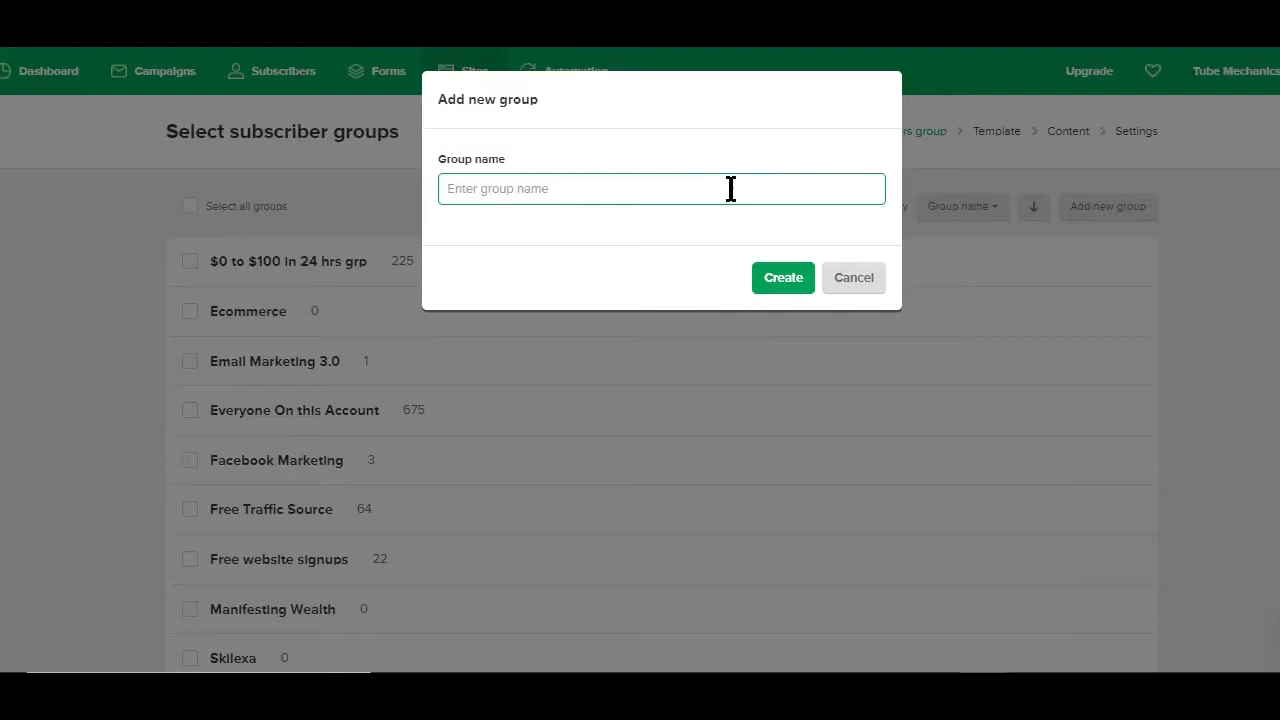 Dashboard Campaigns Subscribers Forms Sites Automation Upgrade Tube Mechanics
Add new group
Select subscriber groups
rs group > Template > Content > Settings
Group name
Enter group name
Select all groups
y Group name Add new group
$0 to $100 in 24 hrs grp 225
Create Cancel
Ecommerce 0
Email Marketing 3.0 1
Everyone On this Account 675
Facebook Marketing 3
Free Traffic Source 64
Free website signups 22
Manifesting Wealth 0
Skilexa 0